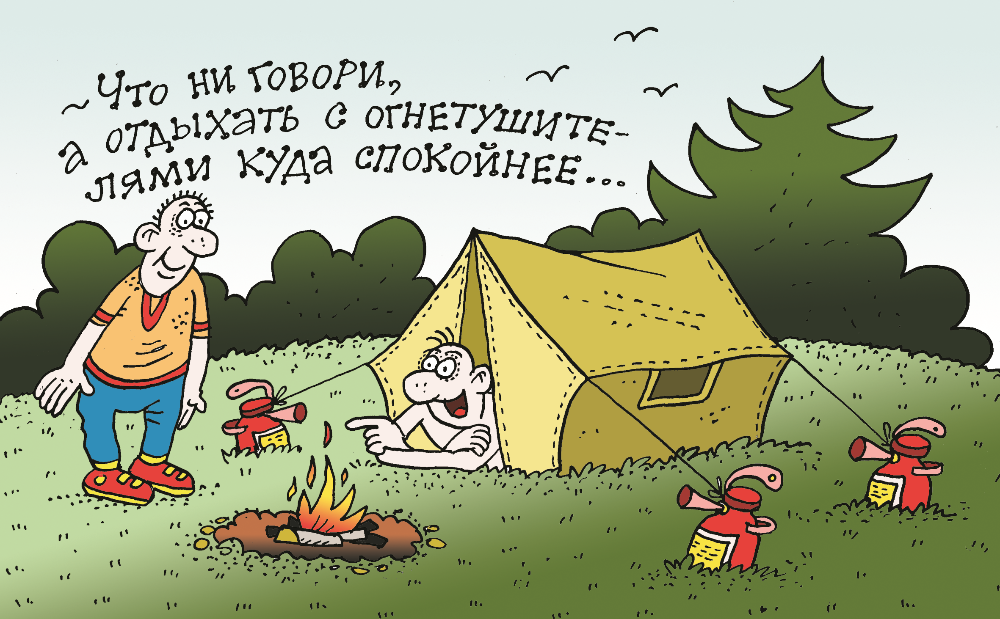 ~Что ни говори,
а отдыхать с огнетушите-
лями куда спокойнее...